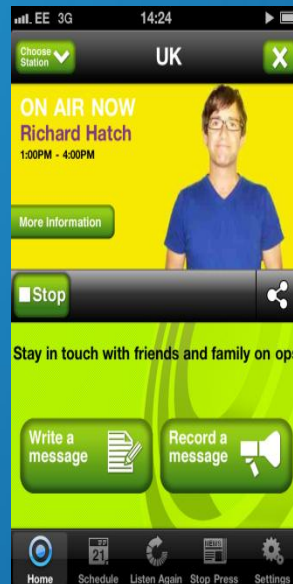 EE 3G 14:24
Choose
Station
UK
X
ON AIR NOW
Richard Hatch
1:00PM - 4:00PM
More Information
Stop
Stay in touch with friends and family on ops
Write a
message
Record a
message
21
NEWS
Home Schedule Listen Again Stop Press Settings